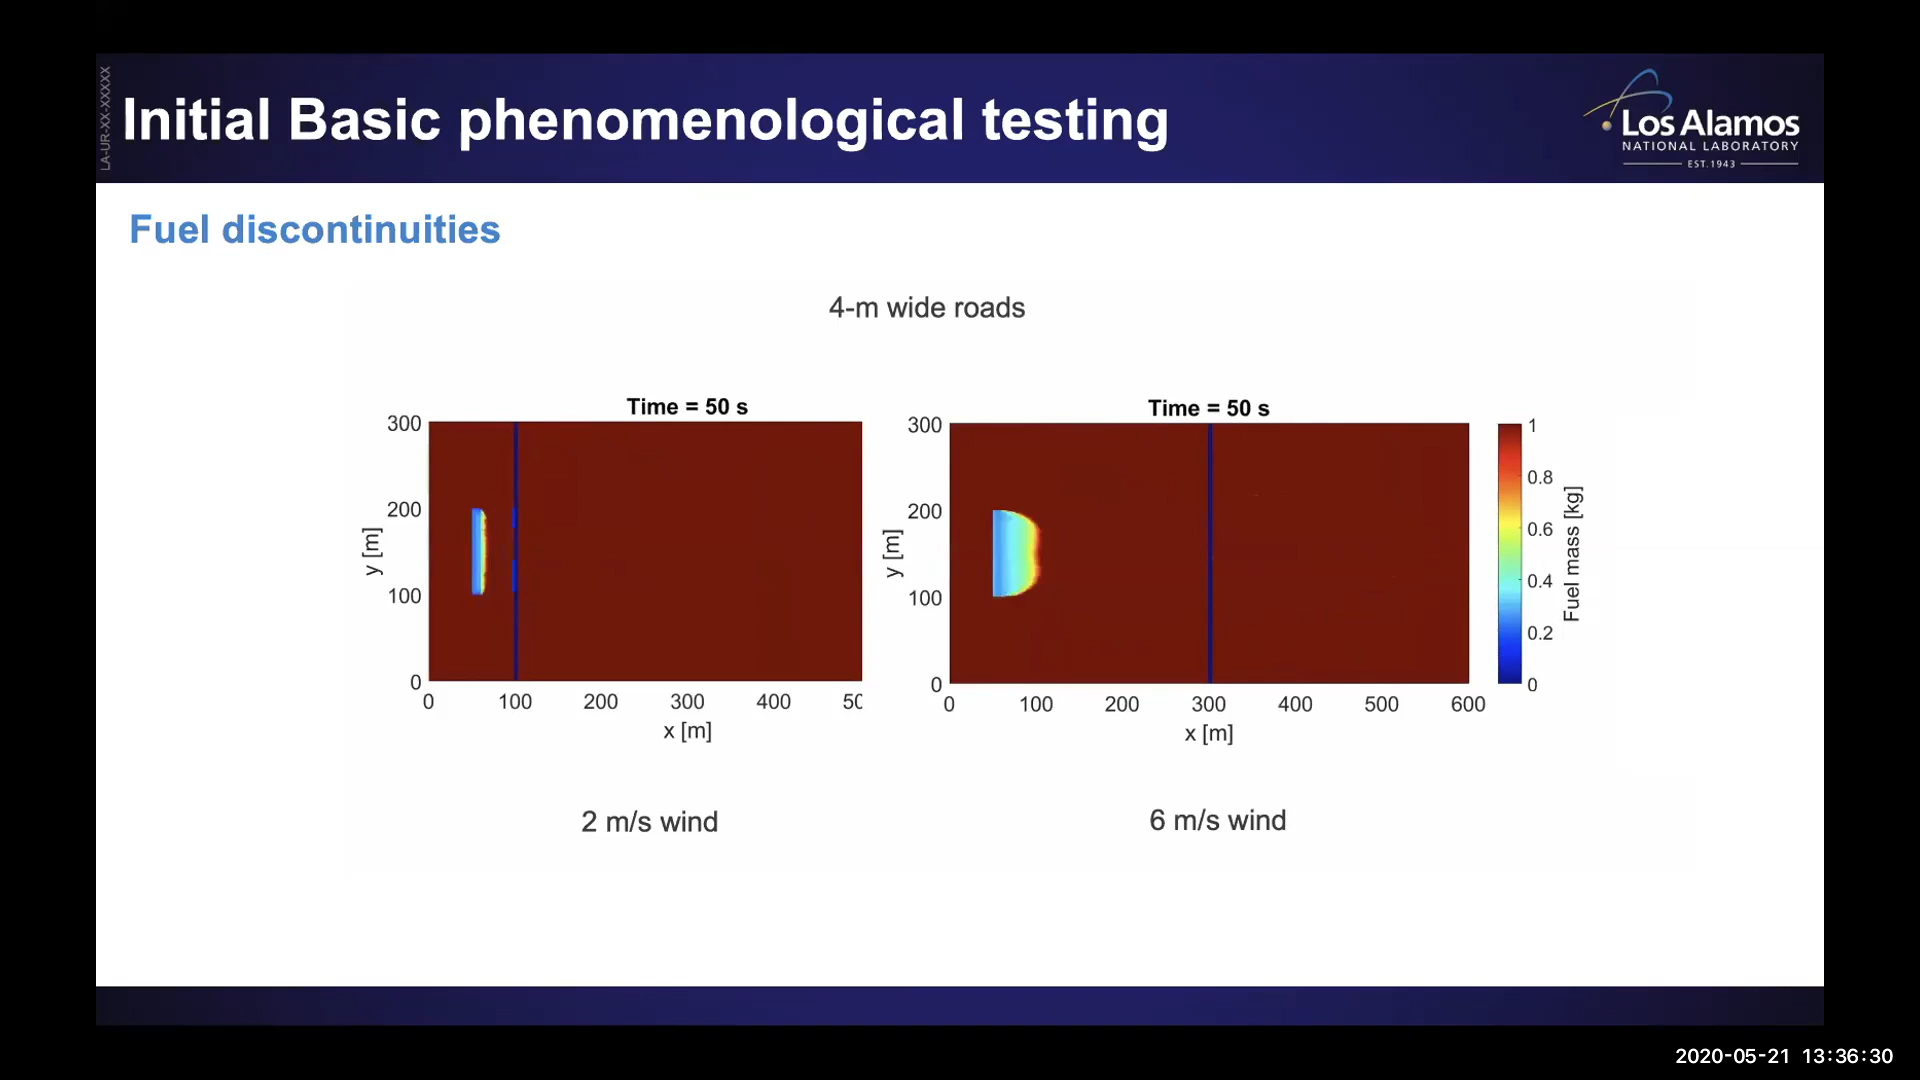 LA-UR-XX-XXXXX
Initial Basic phenomenological testing
Los Alamos
NATIONAL LABORATORY
EST.1943
Fuel discontinuities
4-m wide roads
Time = 50 s
300
200
100
0
y [m]
0 100 200 300 400 50
x [m]
2 m/s wind
Time = 50 s
300
200
100
0
y [m]
0 100 200 300 400 500 600
x [m]
6 m/s wind
1
0.8
0.6
0.4
0.2
0
Fuel mass [kg]
2020-05-21 13:36:30